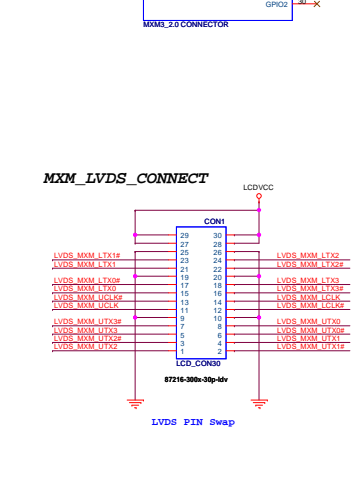 GPIO2
30
MXM3_2.0 CONNECTOR
MXM_LVDS_CONNECT
LCDVCC
CON1
29 30
27 28
25 26
LVDS_MXM_LTX1# 23 24 LVDS_MXM_LTX2
LVDS_MXM_LTX1 21 22 LVDS_MXM_LTX2#
19 20
LVDS_MXM_LTX0# 17 18 LVDS_MXM_LTX3
LVDS_MXM_LTX0 15 16 LVDS_MXM_LTX3#
LVDS_MXM_UCLK# 13 14 LVDS_MXM_LCLK
LVDS_MXM_UCLK 11 12 LVDS_MXM_LCLK#
9 10
LVDS_MXM_UTX3# 7 8 LVDS_MXM_UTX0
LVDS_MXM_UTX3 5 6 LVDS_MXM_UTX0#
LVDS_MXM_UTX2# 3 4 LVDS_MXM_UTX1
LVDS_MXM_UTX2 1 2 LVDS_MXM_UTX1#
LCD_CON30
87216-300x-30p-ldv
LVDS PIN Swap